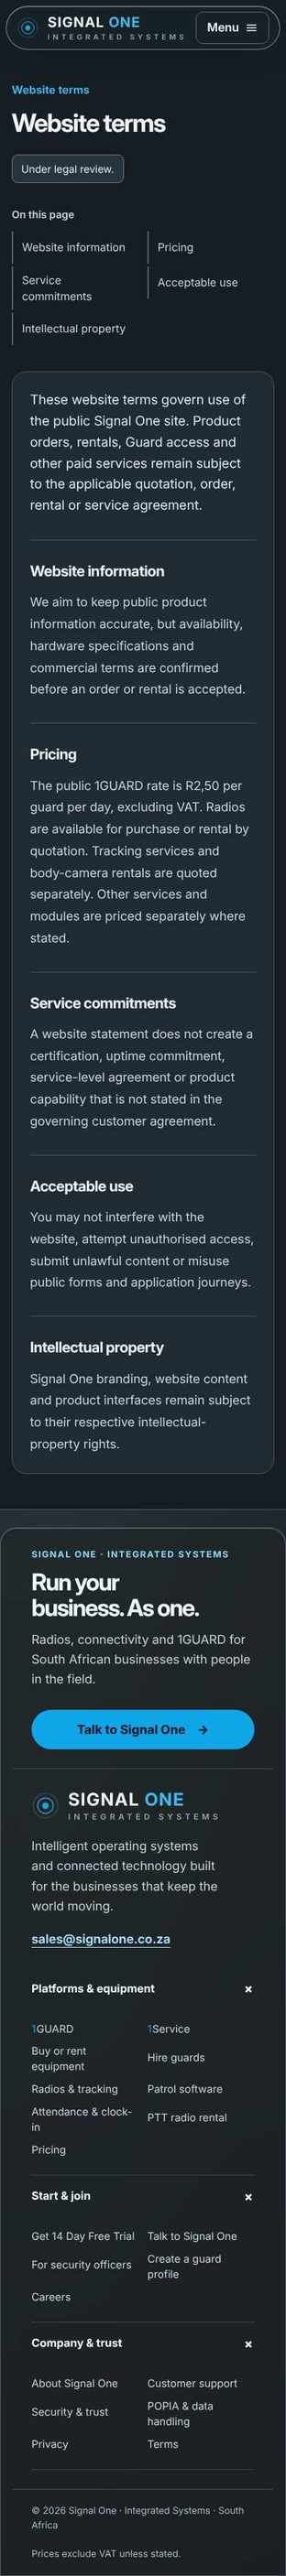 SIGNAL ONE
INTEGRATED SYSTEMS
Menu
Website terms
Website terms
Under legal review.
On this page
Website information
Pricing
Service
commitments
Acceptable use
Intellectual property
These website terms govern use of
the public Signal One site. Product
orders, rentals, Guard access and
other paid services remain subject
to the applicable quotation, order,
rental or service agreement.
Website information
We aim to keep public product
information accurate, but availability,
hardware specifications and
commercial terms are confirmed
before an order or rental is accepted.
Pricing
The public 1GUARD rate is R2,50 per
guard per day, excluding VAT. Radios
are available for purchase or rental by
quotation. Tracking services and
body-camera rentals are quoted
separately. Other services and
modules are priced separately where
stated.
Service commitments
A website statement does not create a
certification, uptime commitment,
service-level agreement or product
capability that is not stated in the
governing customer agreement.
Acceptable use
You may not interfere with the
website, attempt unauthorised access,
submit unlawful content or misuse
public forms and application journeys.
Intellectual property
Signal One branding, website content
and product interfaces remain subject
to their respective intellectual-
property rights.
SIGNAL ONE · INTEGRATED SYSTEMS
Run your
business. As one.
Radios, connectivity and 1GUARD for
South African businesses with people
in the field.
Talk to Signal One →
SIGNAL ONE
INTEGRATED SYSTEMS
Intelligent operating systems
and connected technology built
for the businesses that keep the
world moving.
sales@signalone.co.za
Platforms & equipment
1GUARD
1Service
Buy or rent
equipment
Hire guards
Radios & tracking
Patrol software
Attendance & clock-
in
PTT radio rental
Pricing
Start & join
Get 14 Day Free Trial
Talk to Signal One
For security officers
Create a guard
profile
Careers
Company & trust
About Signal One
Customer support
Security & trust
POPIA & data
handling
Privacy
Terms
© 2026 Signal One · Integrated Systems · South
Africa
Prices exclude VAT unless stated.